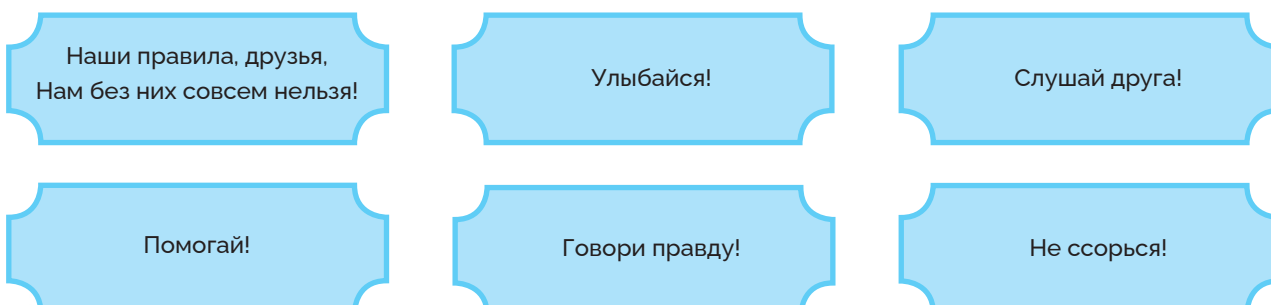 Наши правила, друзья,
Нам без них совсем нельзя!
Улыбайся!
Слушай друга!
Помогай!
Говори правду!
Не ссорься!